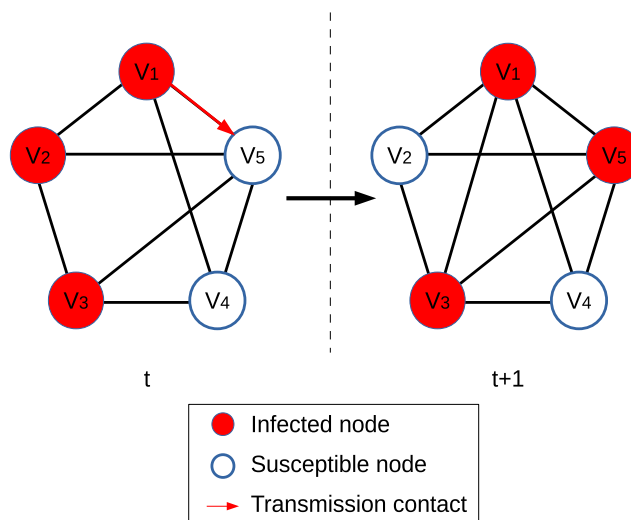 V1
V2
V5
V3
V4
t
V1
V2
V5
V3
V4
t+1
Infected node
Susceptible node
Transmission contact